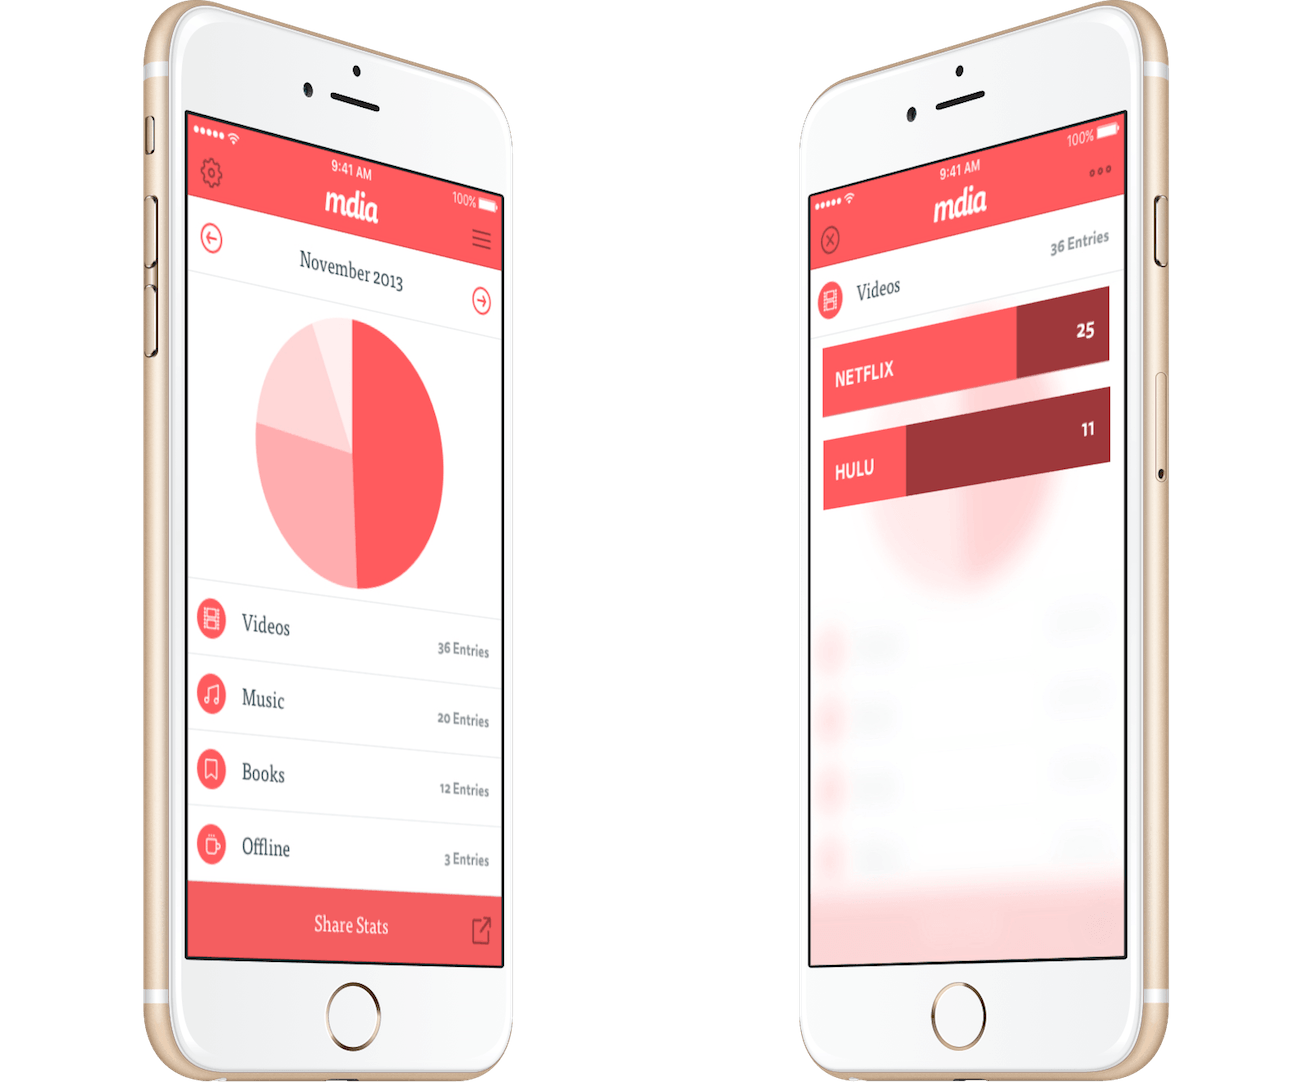 9:41 AM
100%
mdia
November 2013
Videos
36 Entries
Music
20 Entries
Books
12 Entries
Offline
3 Entries
Share Stats
100%
9:41 AM
mdia
36 Entries
Videos
NETFLIX
25
HULU
11